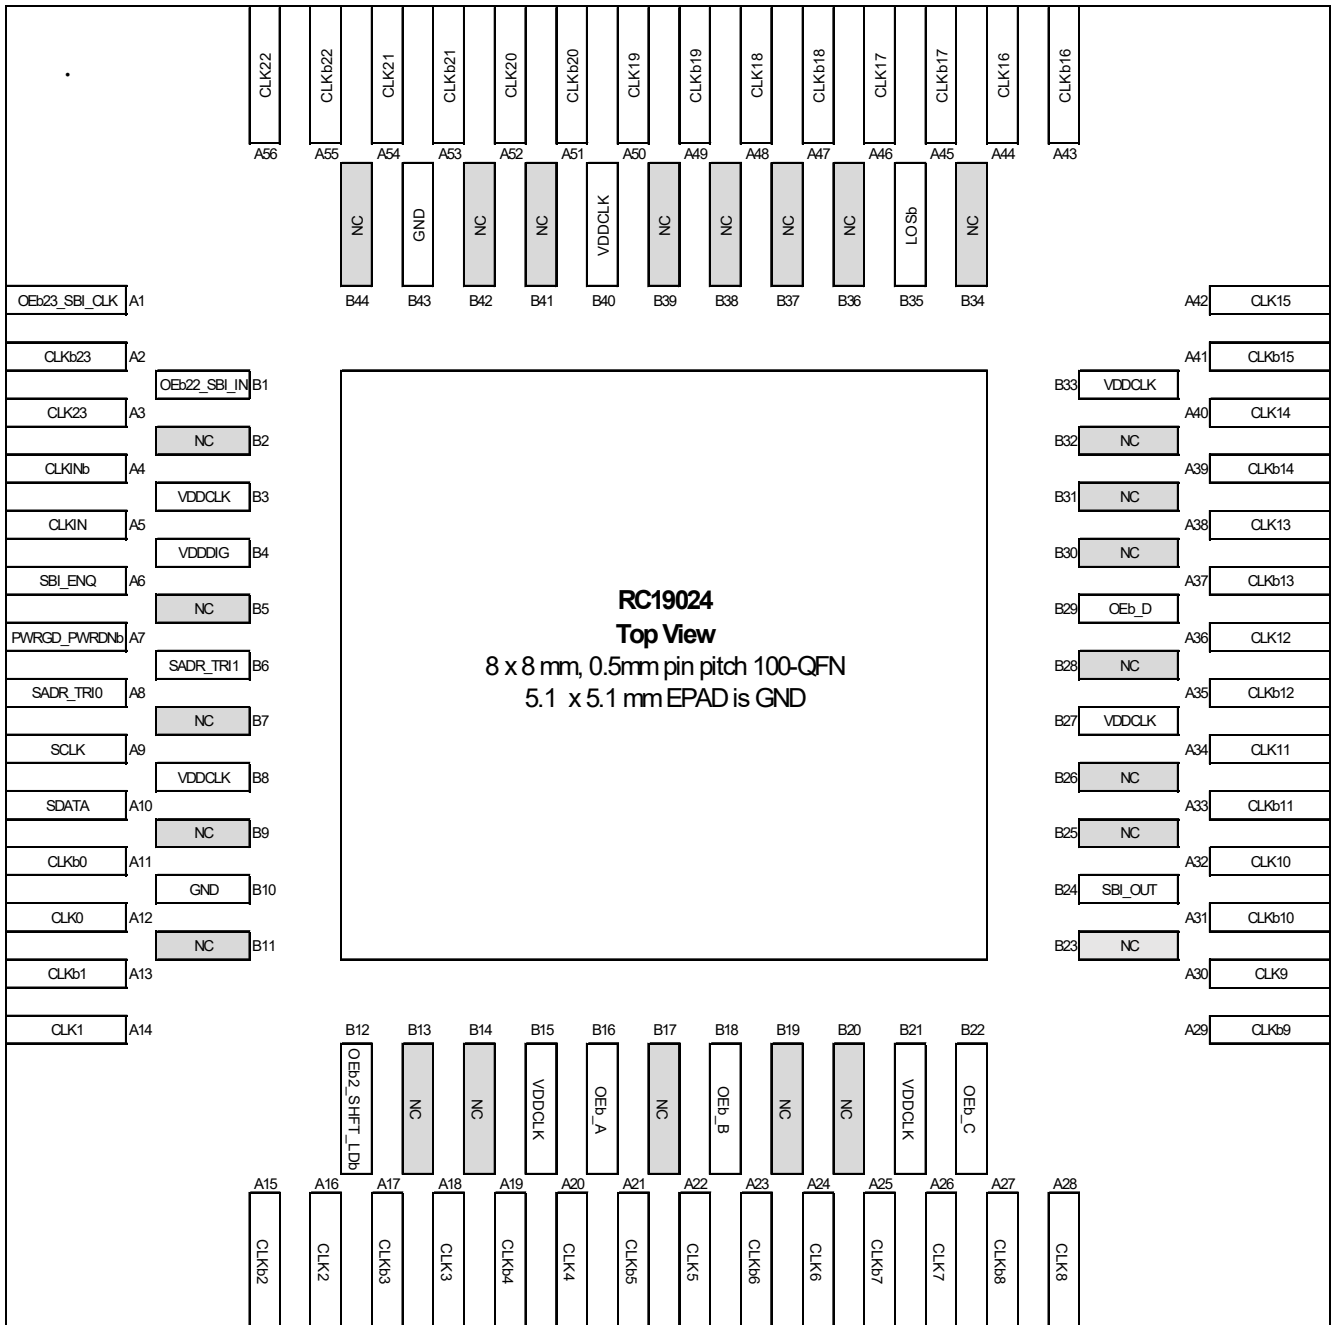 CLK22 CLKb22 CLK21 CLKb21 CLK20 CLKb20 CLK19 CLKb19 CLK18 CLKb18 CLK17 CLKb17 CLK16 CLKb16
A56 A55 A54 A53 A52 A51 A50 A49 A48 A47 A46 A45 A44 A43
NC GND NC NC VDDCLK NC NC NC NC LOSb NC
B44 B43 B42 B41 B40 B39 B38 B37 B36 B35 B34
OEb23_SBI_CLK A1
A42 CLK15
CLKb23 A2
A41 CLKb15
OEb22_SBI_IN B1
B33 VDDCLK
CLK23 A3
A40 CLK14
NC B2
B32 NC
CLKINb A4
A39 CLKb14
VDDCLK B3
B31 NC
CLKIN A5
A38 CLK13
VDDDIG B4
B30 NC
SBI_ENQ A6
A37 CLKb13
NC B5
B29 OEb_D
PWRGD_PWRDNb A7
A36 CLK12
SADR_TRI1 B6
B28 NC
SADR_TRI0 A8
A35 CLKb12
NC B7
B27 VDDCLK
SCLK A9
A34 CLK11
VDDCLK B8
B26 NC
SDATA A10
A33 CLKb11
NC B9
B25 NC
CLKb0 A11
A32 CLK10
GND B10
B24 SBI_OUT
CLK0 A12
A31 CLKb10
NC B11
B23 NC
CLKb1 A13
A30 CLK9
CLK1 A14
A29 CLKb9
RC19024
Top View
8 x 8 mm, 0.5mm pin pitch 100-QFN
5.1 x 5.1 mm EPAD is GND
B12 B13 B14 B15 B16 B17 B18 B19 B20 B21 B22
OEb2_SHFT_LDb NC NC VDDCLK OEb_A NC OEb_B NC NC VDDCLK OEb_C
A15 A16 A17 A18 A19 A20 A21 A22 A23 A24 A25 A26 A27 A28
CLKb2 CLK2 CLKb3 CLK3 CLKb4 CLK4 CLKb5 CLK5 CLKb6 CLK6 CLKb7 CLK7 CLKb8 CLK8